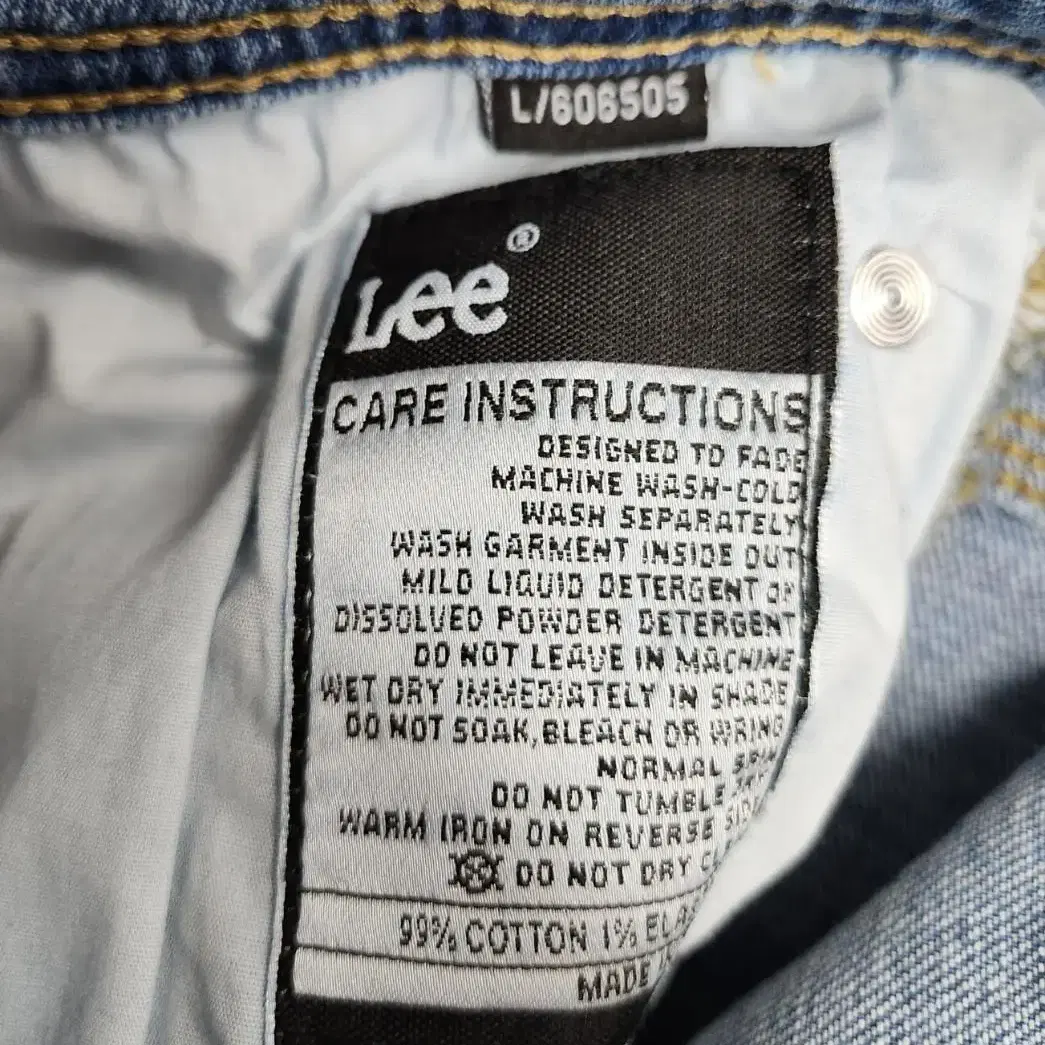 L/606505
Lee®
CARE INSTRUCTIONS
DESIGNED TO FADE
MACHINE WASH-COLD
WASH SEPARATELY
WASH GARMENT INSIDE OUT
MILD LIQUID DETERGENT OR
DISSOLVED POWDER DETERGENT
DO NOT LEAVE IN MACHINE
WET DRY IMMEDIATELY IN SHADE
DO NOT SOAK, BLEACH OR WRING
NORMAL SPIN
DO NOT TUMBLE DRY
WARM IRON ON REVERSE SIDE
DO NOT DRY
99% COTTON 1%
MADE